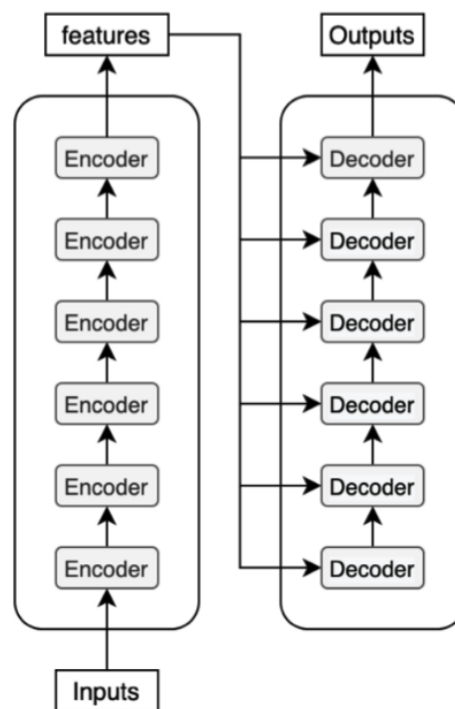 features
Encoder
Encoder
Encoder
Encoder
Encoder
Encoder
Inputs
Outputs
Decoder
Decoder
Decoder
Decoder
Decoder
Decoder